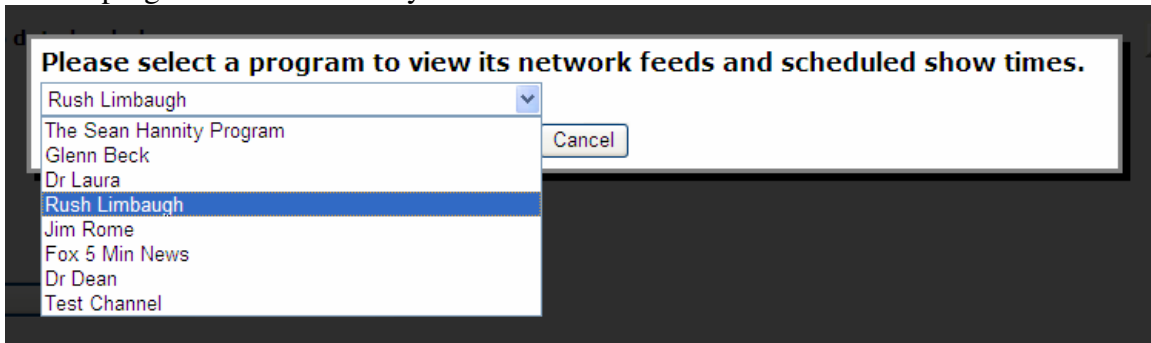 Please select a program to view its network feeds and scheduled show times.
Rush Limbaugh
The Sean Hannity Program
Glenn Beck
Cancel
Dr Laura
Rush Limbaugh
Jim Rome
Fox 5 Min News
Dr Dean
Test Channel